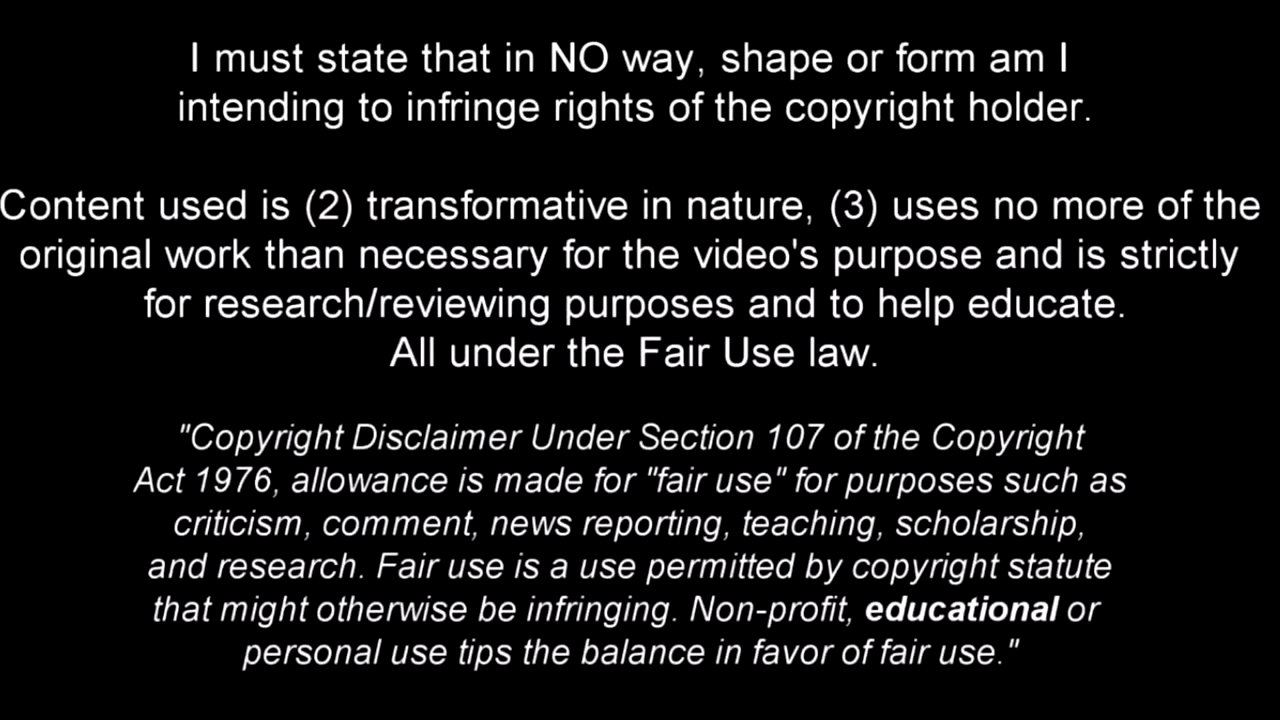 I must state that in NO way, shape or form am I
intending to infringe rights of the copyright holder.
Content used is (2) transformative in nature, (3) uses no more of the
original work than necessary for the video's purpose and is strictly
for research/reviewing purposes and to help educate.
All under the Fair Use law.
"Copyright Disclaimer Under Section 107 of the Copyright
Act 1976, allowance is made for "fair use" for purposes such as
criticism, comment, news reporting, teaching, scholarship,
and research. Fair use is a use permitted by copyright statute
that might otherwise be infringing. Non-profit, educational or
personal use tips the balance in favor of fair use."